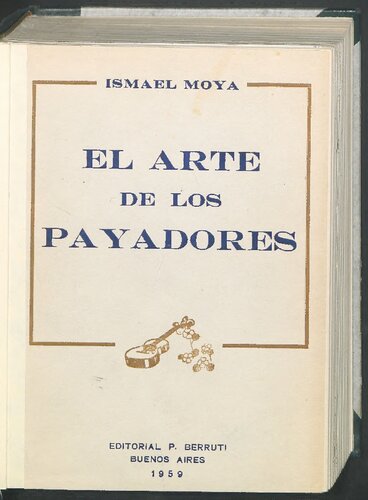 ISMAEL MOYA
EL ARTE
DE LOS
PAYADORES
EDITORIAL P. BERRUTI
BUENOS AIRES
1959